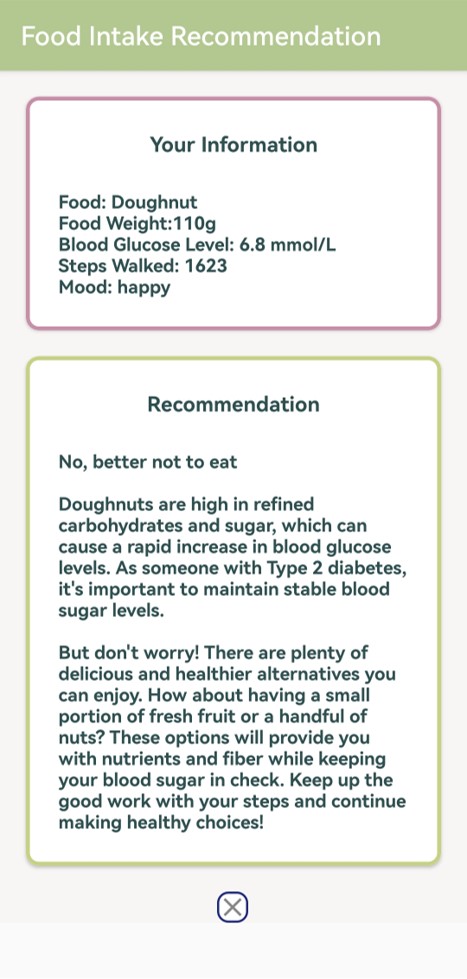 Food Intake Recommendation
Your Information
Food: Doughnut
Food Weight:110g
Blood Glucose Level: 6.8 mmol/L
Steps Walked: 1623
Mood: happy
Recommendation
No, better not to eat
Doughnuts are high in refined
carbohydrates and sugar, which can
cause a rapid increase in blood glucose
levels. As someone with Type 2 diabetes,
it's important to maintain stable blood
sugar levels.
But don't worry! There are plenty of
delicious and healthier alternatives you
can enjoy. How about having a small
portion of fresh fruit or a handful of
nuts? These options will provide you
with nutrients and fiber while keeping
your blood sugar in check. Keep up the
good work with your steps and continue
making healthy choices!